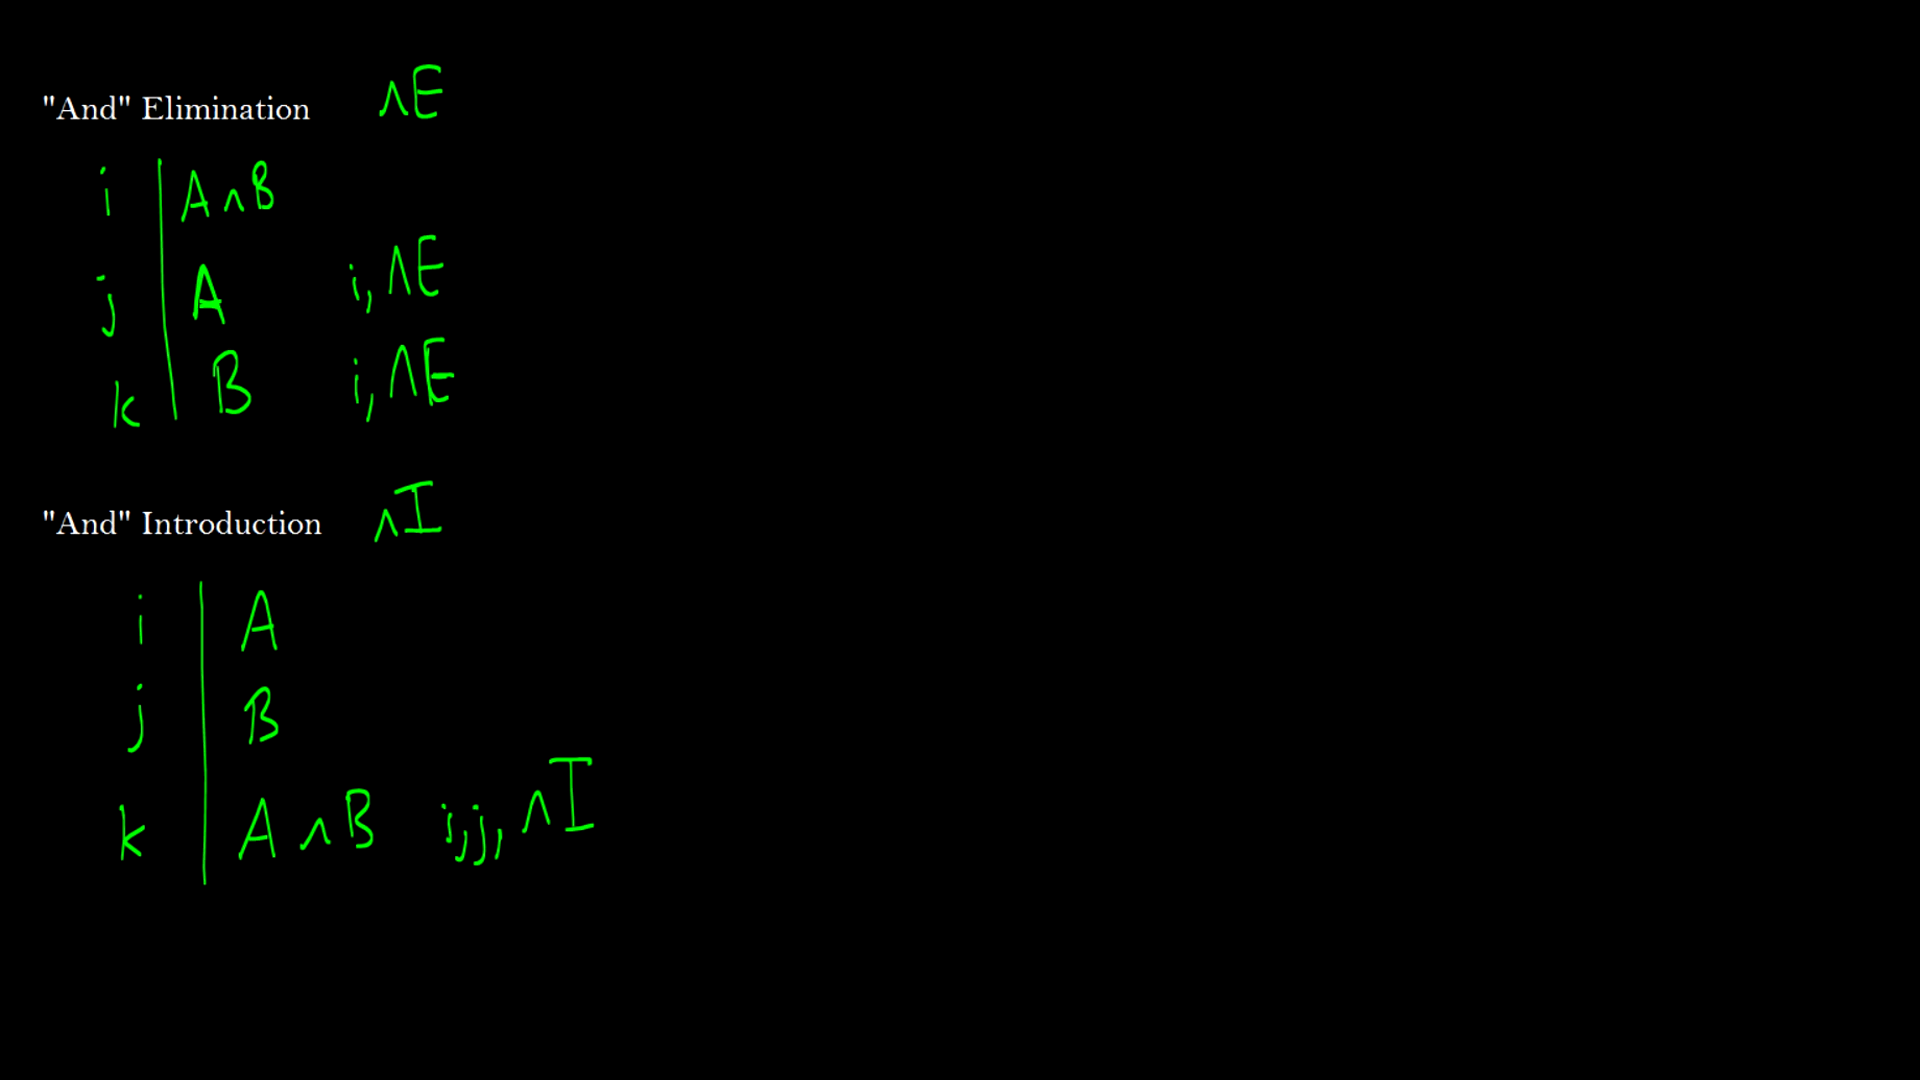 "And" Elimination ∧E
i A∧B
j A i, ∧E
k B i, ∧E
"And" Introduction ∧I
i A
j B
k A∧B i,j, ∧I